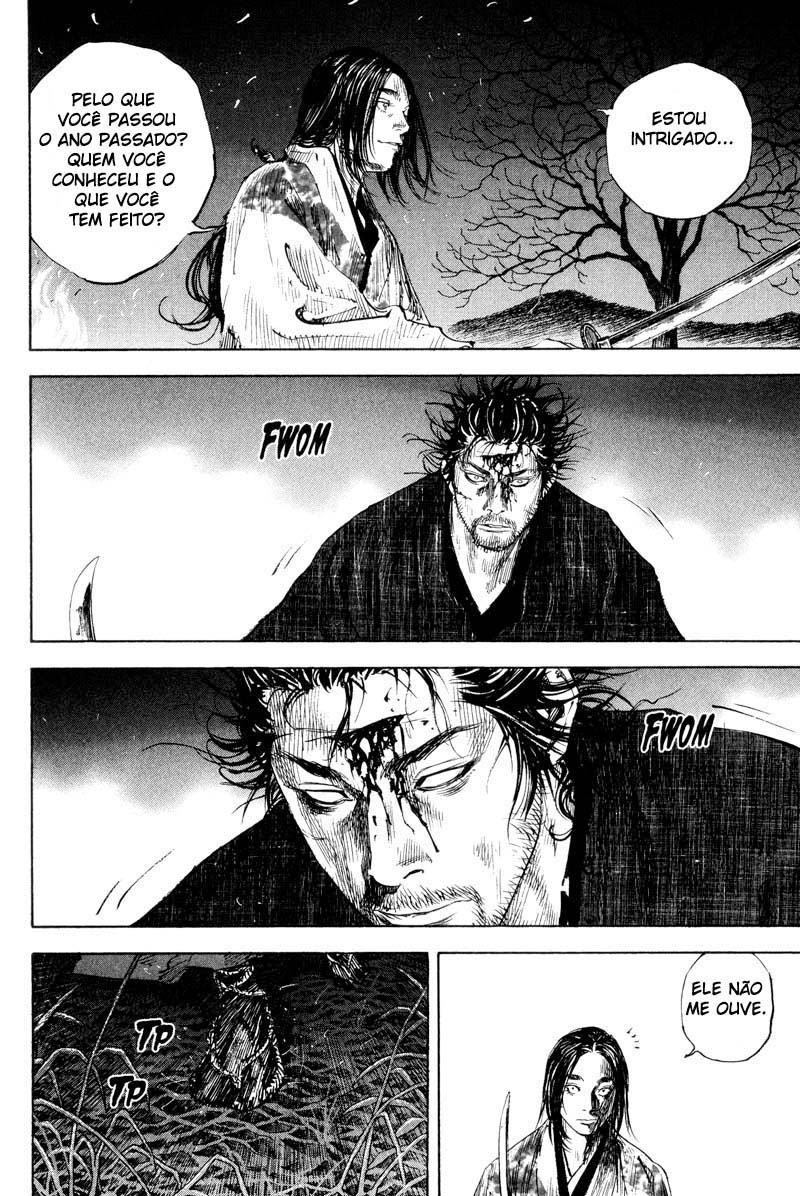 ESTOU
INTRIGADO...
PELO QUE
VOCÊ PASSOU
O ANO PASSADO?
QUEM VOCÊ
CONHECEU E O
QUE VOCÊ
TEM FEITO?
FWOM
FWOM
ELE NÃO
ME OUVE.
TP
TP